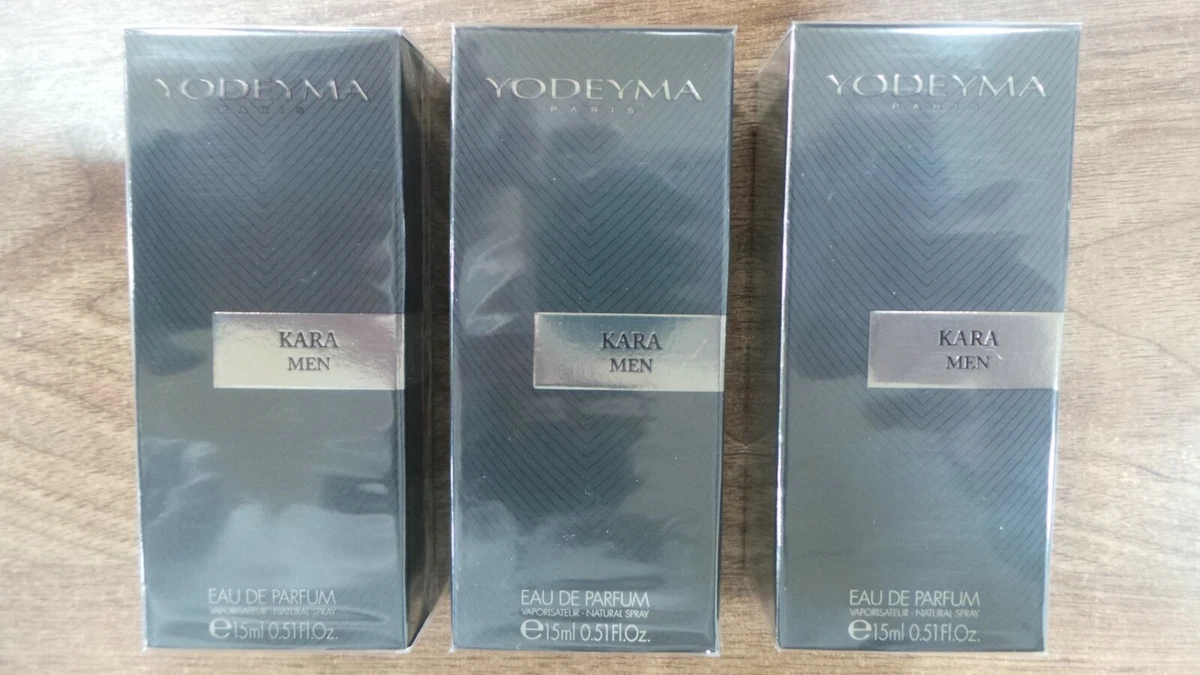 YODEYMA
PARIS
KARA
MEN
EAU DE PARFUM
VAPORISATEUR - NATURAL SPRAY
e15ml 0.51Fl.Oz.
YODEYMA
PARIS
KARA
MEN
EAU DE PARFUM
VAPORISATEUR - NATURAL SPRAY
e15ml 0.51Fl.Oz.
YODEYMA
PARIS
KARA
MEN
EAU DE PARFUM
VAPORISATEUR - NATURAL SPRAY
e15ml 0.51Fl.Oz.